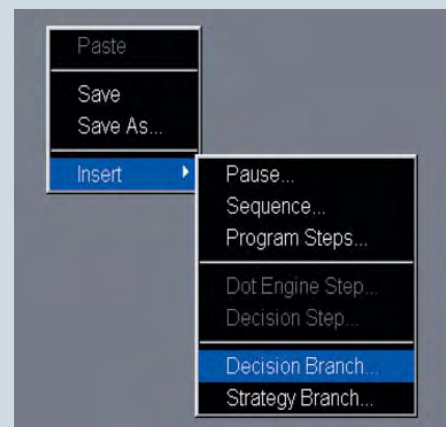 Paste
Save
Save As...
Insert
Pause...
Sequence...
Program Steps...
Dot Engine Step...
Decision Step...
Decision Branch...
Strategy Branch...